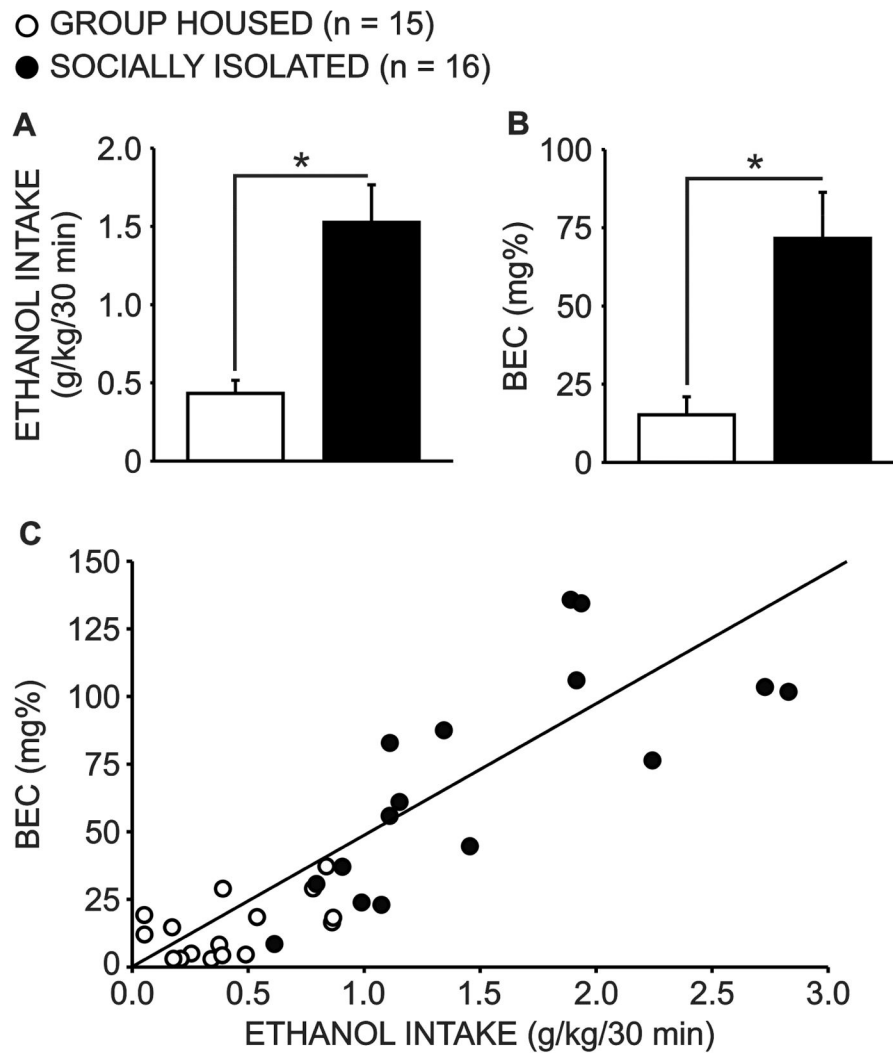 GROUP HOUSED (n = 15)
SOCIALLY ISOLATED (n = 16)
A
ETHANOL INTAKE
(g/kg/30 min)
2.0
1.5
1.0
0.5
0
*
B
BEC (mg%)
100
75
50
25
0
*
C
BEC (mg%)
150
125
100
75
50
25
0
0.0 0.5 1.0 1.5 2.0 2.5 3.0
ETHANOL INTAKE (g/kg/30 min)